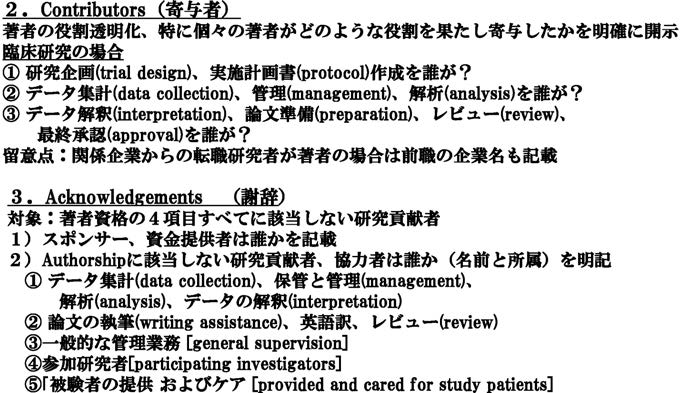 ２．Contributors（寄与者）
著者の役割透明化、特に個々の著者がどのような役割を果たし寄与したかを明確に開示
臨床研究の場合
① 研究企画(trial design)、実施計画書(protocol)作成を誰が？
② データ集計(data collection)、管理(management)、解析(analysis)を誰が？
③ データ解釈(interpretation)、論文準備(preparation)、レビュー(review)、
最終承認(approval)を誰が？
留意点：関係企業からの転職研究者が著者の場合は前職の企業名も記載
３．Acknowledgements （謝辞）
対象：著者資格の４項目すべてに該当しない研究貢献者
１）スポンサー、資金提供者は誰かを記載
２）Authorshipに該当しない研究貢献者、協力者は誰か（名前と所属）を明記
① データ集計(data collection)、保管と管理(management)、
解析(analysis)、データの解釈(interpretation)
② 論文の執筆(writing assistance)、英語訳、レビュー(review)
③一般的な管理業務 [general supervision]
④参加研究者[participating investigators]
⑤「被験者の提供 およびケア [provided and cared for study patients]